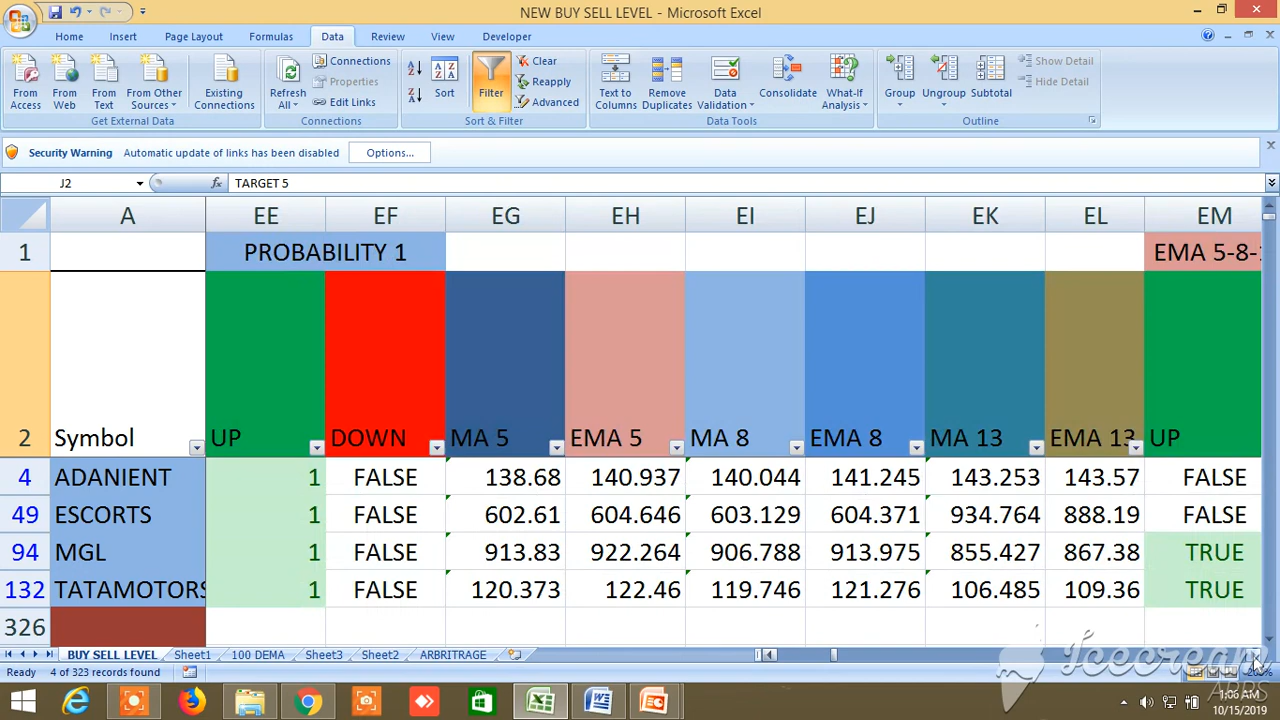 NEW BUY SELL LEVEL - Microsoft Excel
Home Insert Page Layout Formulas Data Review View Developer
From Access
From Web
From Text
From Other Sources
Existing Connections
Get External Data
Refresh All
Connections
Properties
Edit Links
Connections
Sort
Filter
Clear
Reapply
Advanced
Sort & Filter
Text to Columns
Remove Duplicates
Data Validation
Consolidate
What-If Analysis
Data Tools
Group
Ungroup
Subtotal
Show Detail
Hide Detail
Outline
Security Warning Automatic update of links has been disabled Options...
J2 fx TARGET 5
A EE EF EG EH EI EJ EK EL EM
1 PROBABILITY 1 EMA 5-8-
2 Symbol UP DOWN MA 5 EMA 5 MA 8 EMA 8 MA 13 EMA 13 UP
4 ADANIENT 1 FALSE 138.68 140.937 140.044 141.245 143.253 143.57 FALSE
49 ESCORTS 1 FALSE 602.61 604.646 603.129 604.371 934.764 888.19 FALSE
94 MGL 1 FALSE 913.83 922.264 906.788 913.975 855.427 867.38 TRUE
132 TATAMOTORS 1 FALSE 120.373 122.46 119.746 121.276 106.485 109.36 TRUE
326
BUY SELL LEVEL Sheet1 100 DEMA Sheet3 Sheet2 ARBRITRAGE
Ready 4 of 323 records found
Icecream
APPS
1:06 AM
10/15/2019